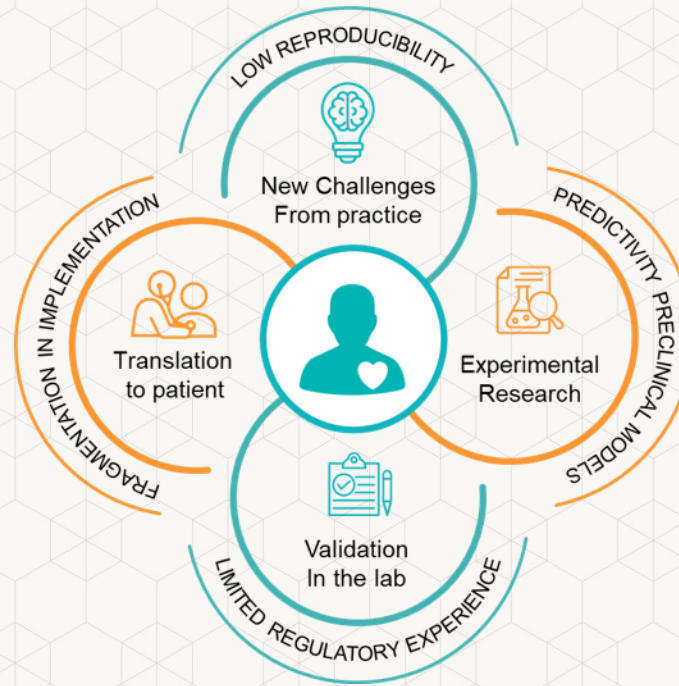 LOW REPRODUCIBILITY
New Challenges
From practice
PREDICTIVITY PRECLINICAL MODELS
Experimental
Research
Validation
In the lab
LIMITED REGULATORY EXPERIENCE
Translation
to patient
FRAGMENTATION IN IMPLEMENTATION